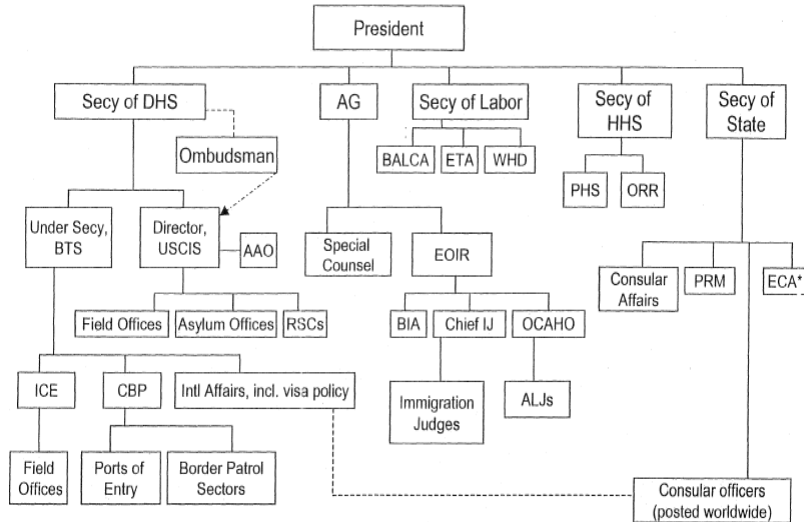 President
Secy of DHS
AG
Secy of Labor
Secy of
HHS
Secy of
State
Ombudsman
BALCA
ETA
WHD
PHS
ORR
Under Secy,
BTS
Director,
USCIS
AAO
Special
Counsel
EOIR
Consular
Affairs
PRM
ECA*
Field Offices
Asylum Offices
RSCs
BIA
Chief IJ
OCAHO
ICE
CBP
Intl Affairs, incl. visa policy
Immigration
Judges
ALJs
Field
Offices
Ports of
Entry
Border Patrol
Sectors
Consular officers
(posted worldwide)